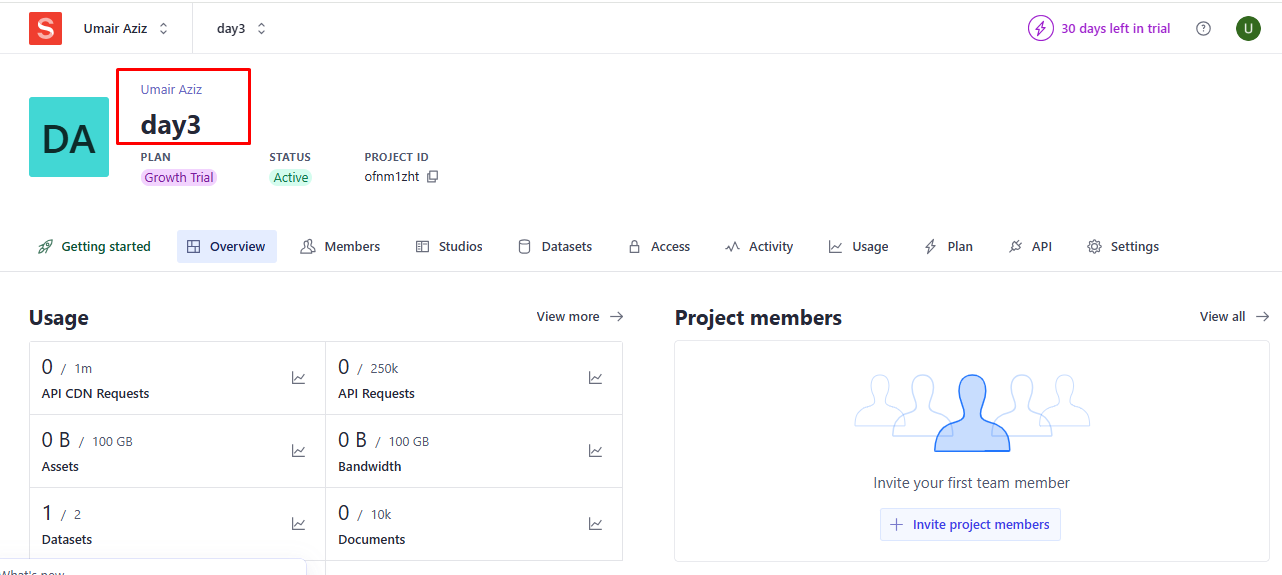 S Umair Aziz day3 30 days left in trial ? U
Umair Aziz
DA day3
PLAN STATUS PROJECT ID
Growth Trial Active ofnm1zht
Getting started Overview Members Studios Datasets Access Activity Usage Plan API Settings
Usage View more → Project members View all →
0 / 1m 0 / 250k
API CDN Requests API Requests
0 B / 100 GB 0 B / 100 GB
Assets Bandwidth
Invite your first team member
1 / 2 0 / 10k
+ Invite project members
Datasets Documents
What's new